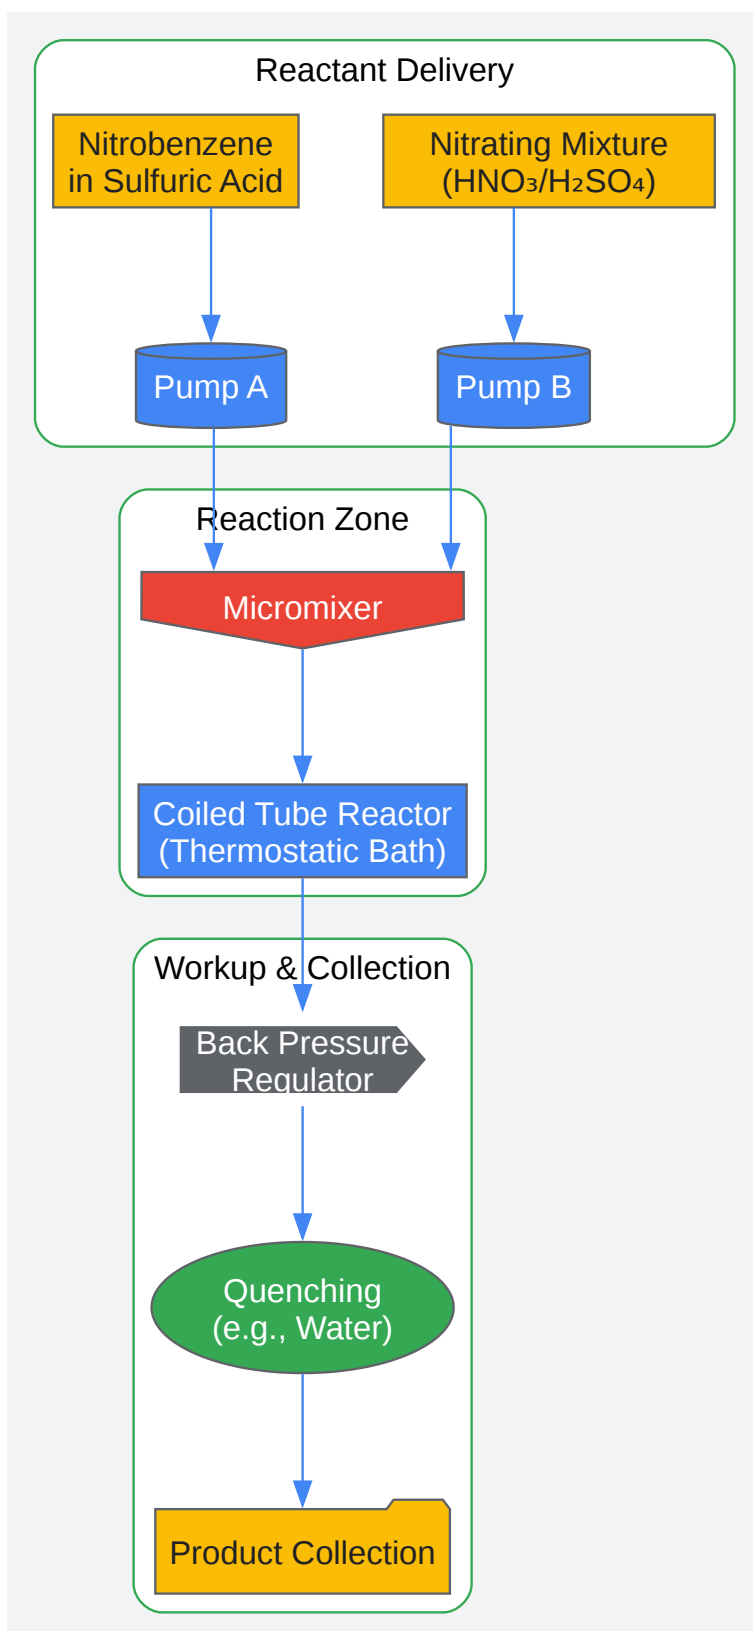 Reactant Delivery
Nitrobenzene
in Sulfuric Acid
Nitrating Mixture
(HNO₃/H₂SO₄)
Pump A
Pump B
Reaction Zone
Micromixer
Coiled Tube Reactor
(Thermostatic Bath)
Workup & Collection
Back Pressure
Regulator
Quenching
(e.g., Water)
Product Collection